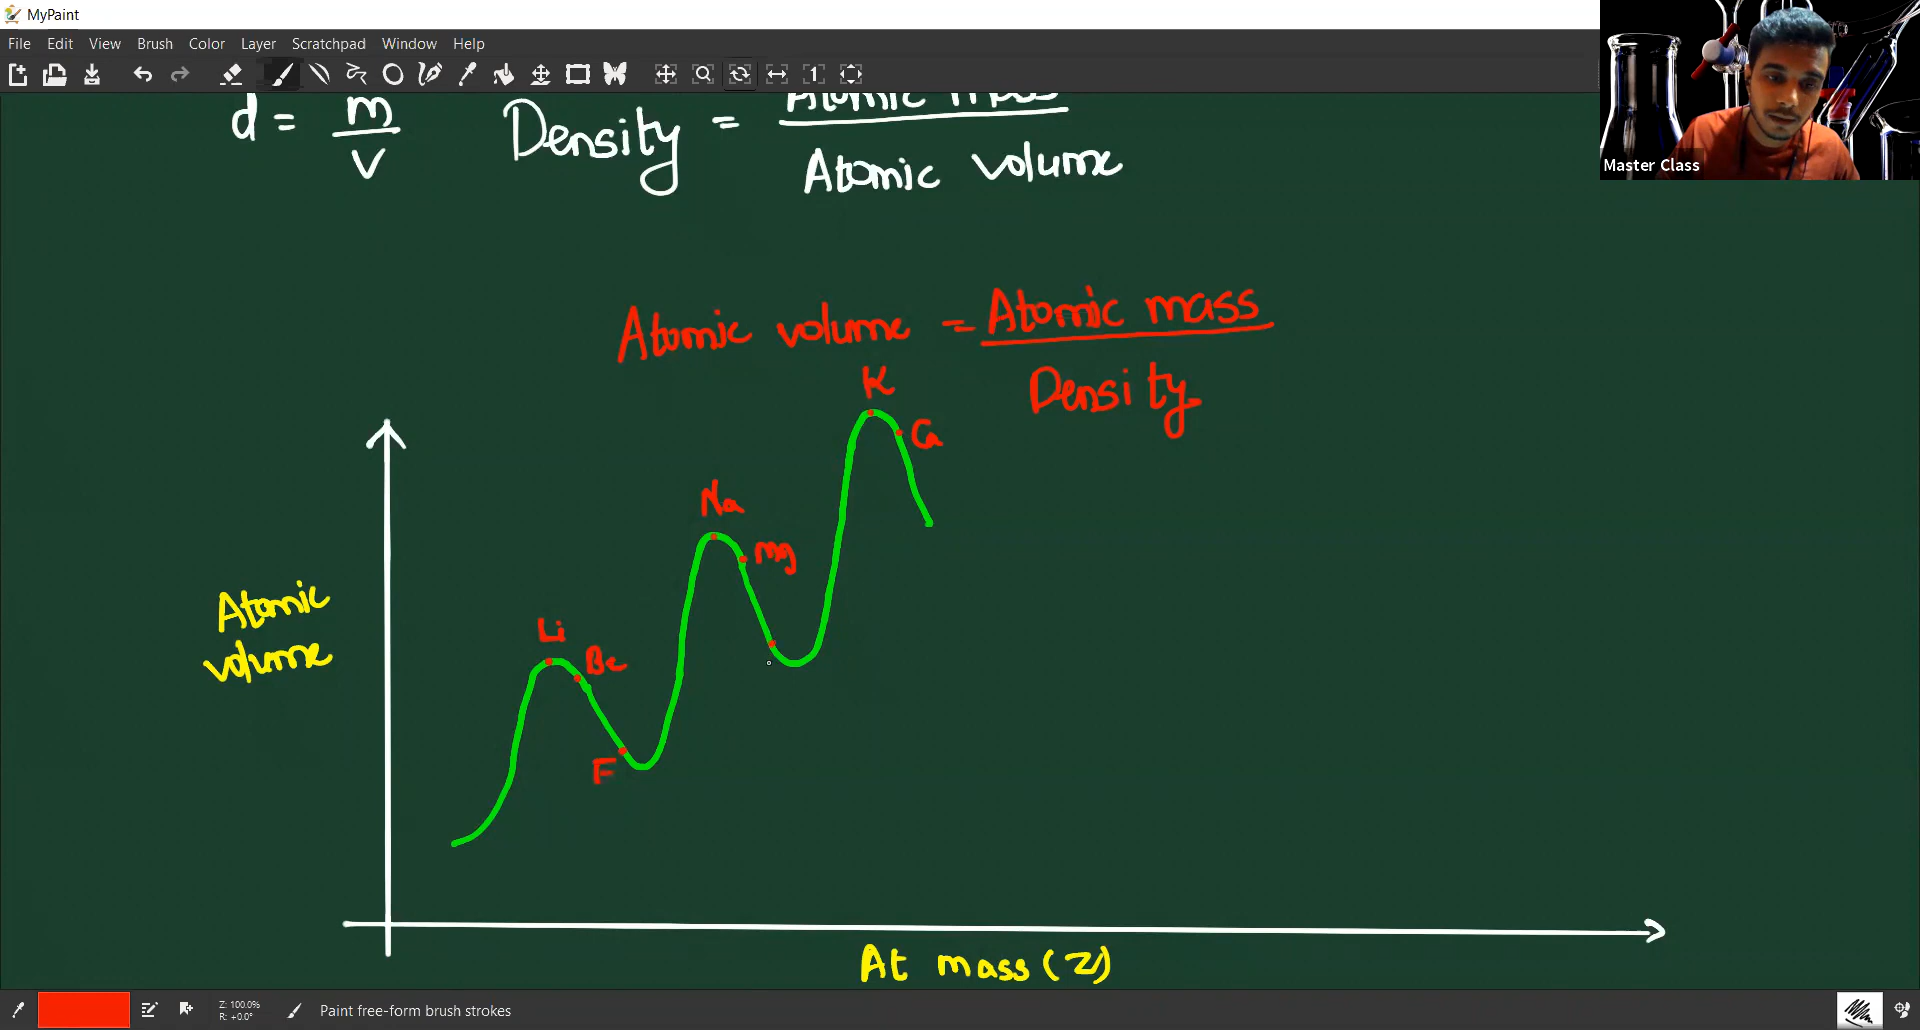 MyPaint
File Edit View Brush Color Layer Scratchpad Window Help
Master Class
d = m
v
Density = Atomic mass
Atomic volume
Atomic volume = Atomic mass
Density
K
Ca
Na
Mg
Li
Be
F
Atomic
volume
At mass (Z)
Z: 100.0%
R: +0.0°
Paint free-form brush strokes